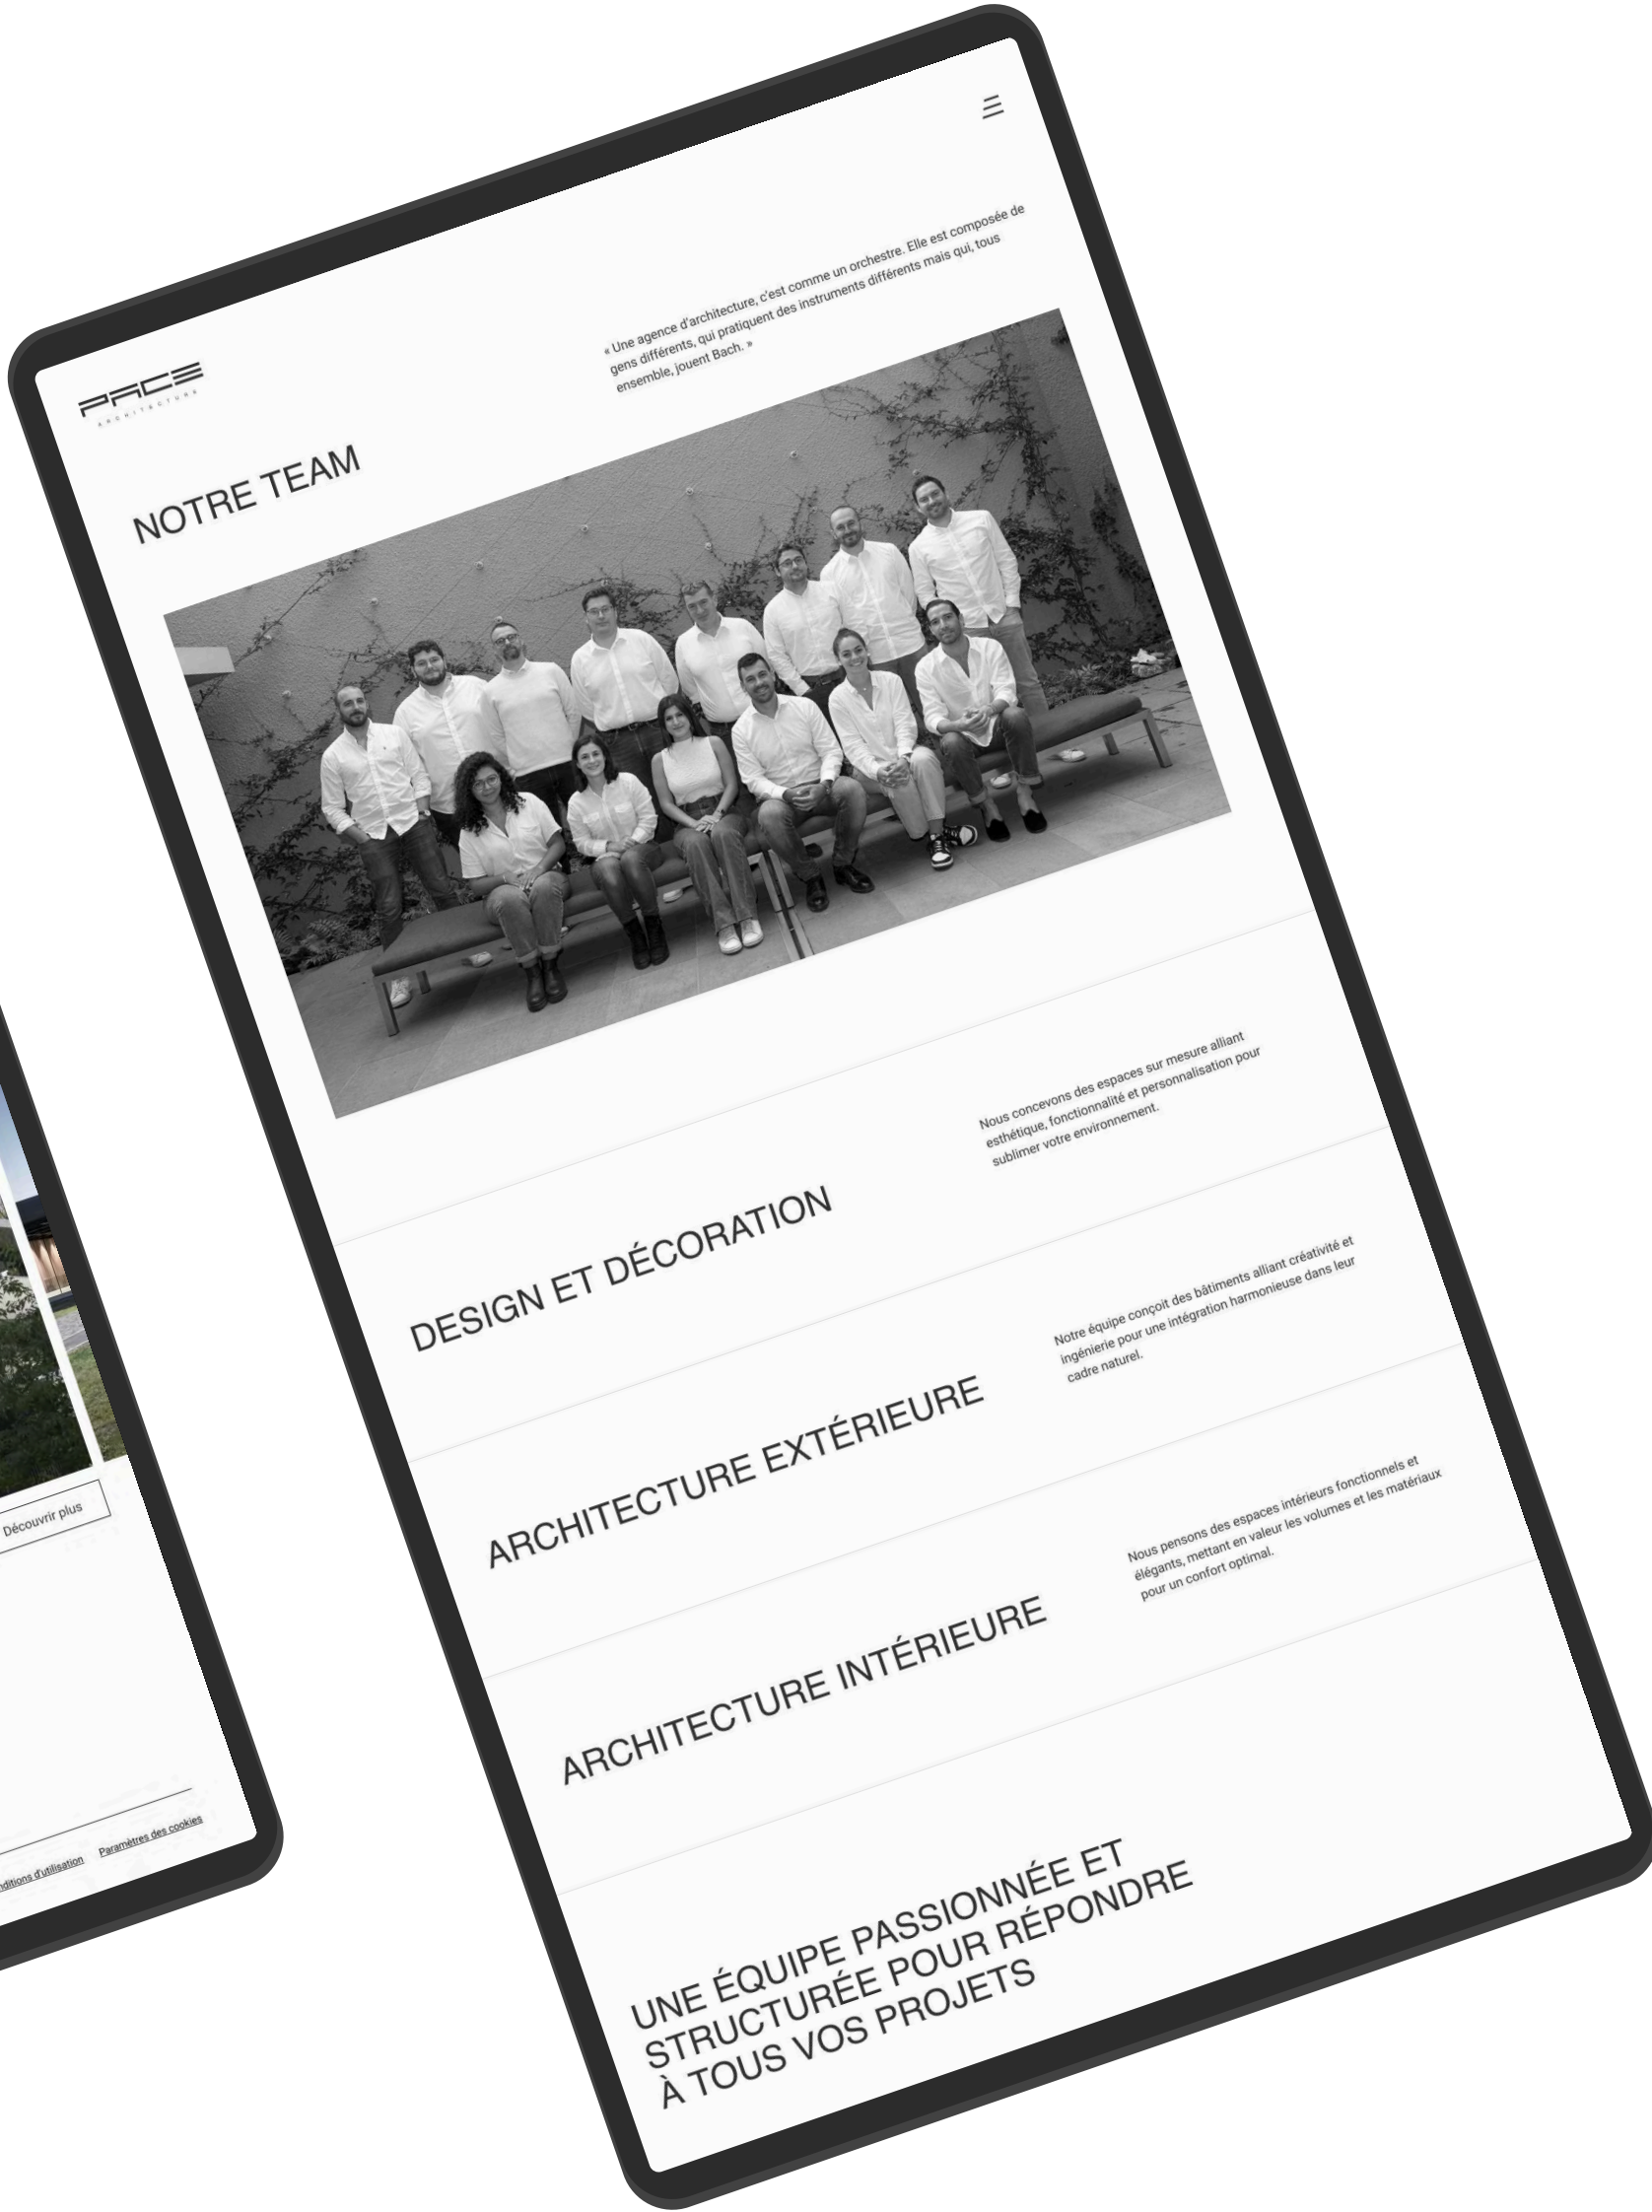 PACE
ARCHITECTURE
« Une agence d'architecture, c'est comme un orchestre. Elle est composée de
gens différents, qui pratiquent des instruments différents mais qui, tous
ensemble, jouent Bach. »
NOTRE TEAM
DESIGN ET DÉCORATION
Nous concevons des espaces sur mesure alliant
esthétique, fonctionnalité et personnalisation pour
sublimer votre environnement.
ARCHITECTURE EXTÉRIEURE
Notre équipe conçoit des bâtiments alliant créativité et
ingénierie pour une intégration harmonieuse dans leur
cadre naturel.
ARCHITECTURE INTÉRIEURE
Nous pensons des espaces intérieurs fonctionnels et
élégants, mettant en valeur les volumes et les matériaux
pour un confort optimal.
UNE ÉQUIPE PASSIONNÉE ET
STRUCTURÉE POUR RÉPONDRE
À TOUS VOS PROJETS
Découvrir plus
nditions d'utilisation Paramètres des cookies